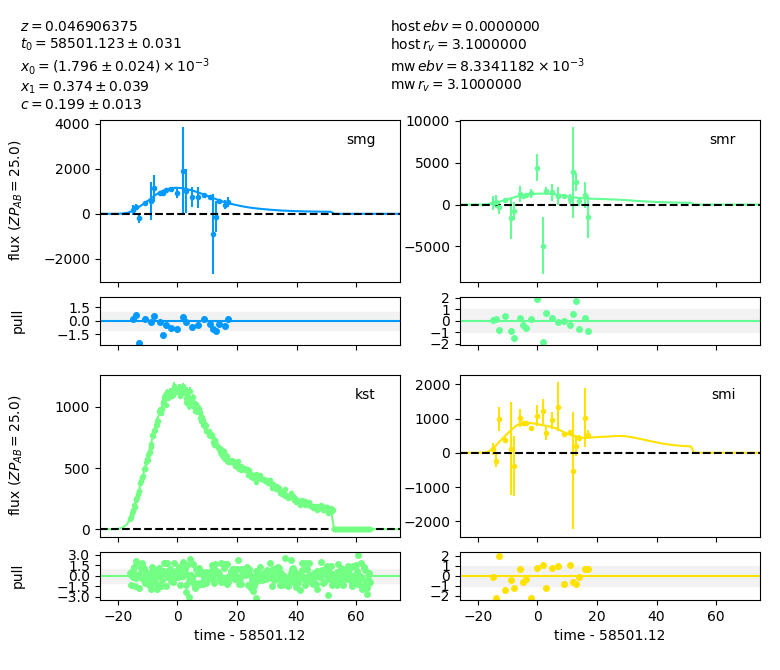 z = 0.046906375
t₀ = 58501.123 ± 0.031
x₀ = (1.796 ± 0.024) × 10⁻³
x₁ = 0.374 ± 0.039
c = 0.199 ± 0.013
host ebv = 0.0000000
host r_v = 3.1000000
mw ebv = 8.3341182 × 10⁻³
mw r_v = 3.1000000
flux (ZP_AB = 25.0)
4000
2000
0
−2000
smg
10000
5000
0
−5000
smr
pull
1.5
0.0
−1.5
2
1
0
−1
−2
flux (ZP_AB = 25.0)
1000
500
0
kst
2000
1000
0
−1000
−2000
smi
pull
3.0
1.5
0.0
−1.5
−3.0
2
1
0
−1
−2
−20 0 20 40 60
time - 58501.12
−20 0 20 40 60
time - 58501.12